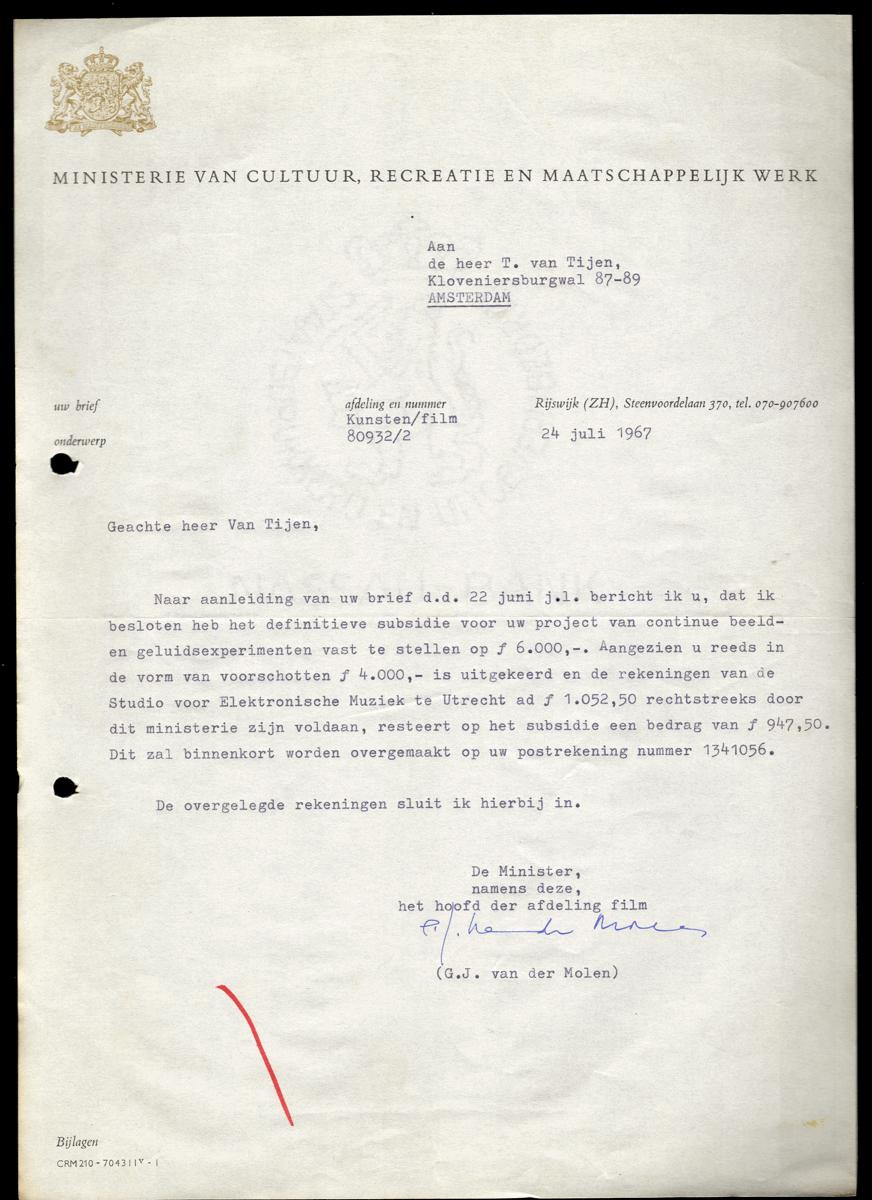 MINISTERIE VAN CULTUUR, RECREATIE EN MAATSCHAPPELIJK WERK
Aan
de heer T. van Tijen,
Kloveniersburgwal 87-89
AMSTERDAM
uw brief
onderwerp
afdeling en nummer
Kunsten/film
80932/2
Rijswijk (ZH), Steenvoordelaan 370, tel. 070-907600
24 juli 1967
Geachte heer Van Tijen,
Naar aanleiding van uw brief d.d. 22 juni j.l. bericht ik u, dat ik
besloten heb het definitieve subsidie voor uw project van continue beeld-
en geluidsexperimenten vast te stellen op ƒ 6.000,-. Aangezien u reeds in
de vorm van voorschotten ƒ 4.000,- is uitgekeerd en de rekeningen van de
Studio voor Elektronische Muziek te Utrecht ad ƒ 1.052,50 rechtstreeks door
dit ministerie zijn voldaan, resteert op het subsidie een bedrag van ƒ 947,50.
Dit zal binnenkort worden overgemaakt op uw postrekening nummer 1341056.
De overgelegde rekeningen sluit ik hierbij in.
De Minister,
namens deze,
het hoofd der afdeling film
(G.J. van der Molen)
Bijlagen
CRM 210 - 704311V - 1